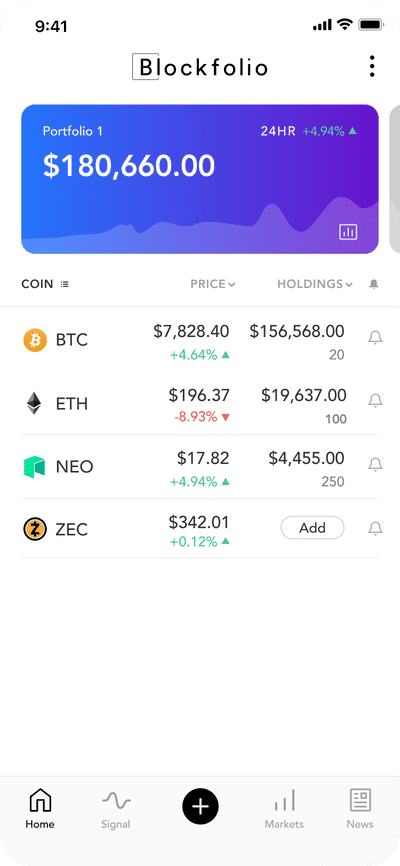 9:41
Blockfolio
Portfolio 1 24HR +4.94% ▲
$180,660.00
COIN PRICE HOLDINGS
BTC $7,828.40 $156,568.00
+4.64% ▲ 20
ETH $196.37 $19,637.00
-8.93% ▼ 100
NEO $17.82 $4,455.00
+4.94% ▲ 250
ZEC $342.01 Add
+0.12% ▲
Home Signal Markets News